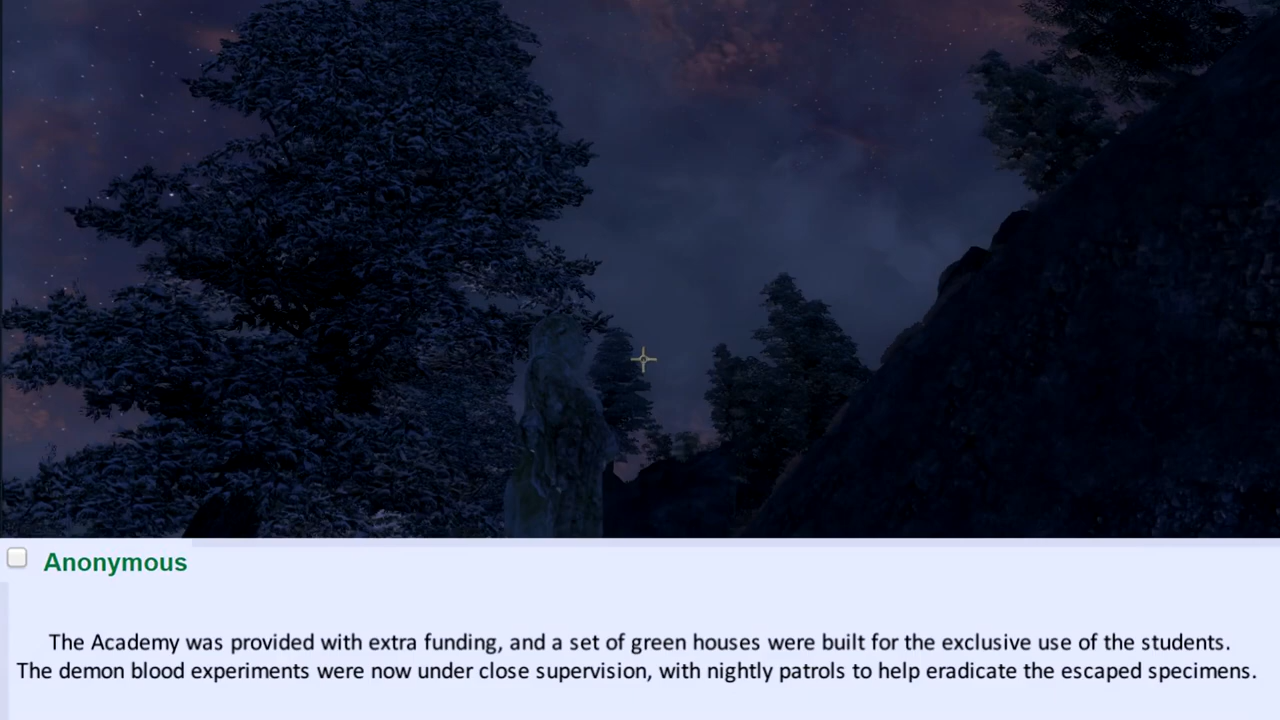 Anonymous
The Academy was provided with extra funding, and a set of green houses were built for the exclusive use of the students.
The demon blood experiments were now under close supervision, with nightly patrols to help eradicate the escaped specimens.